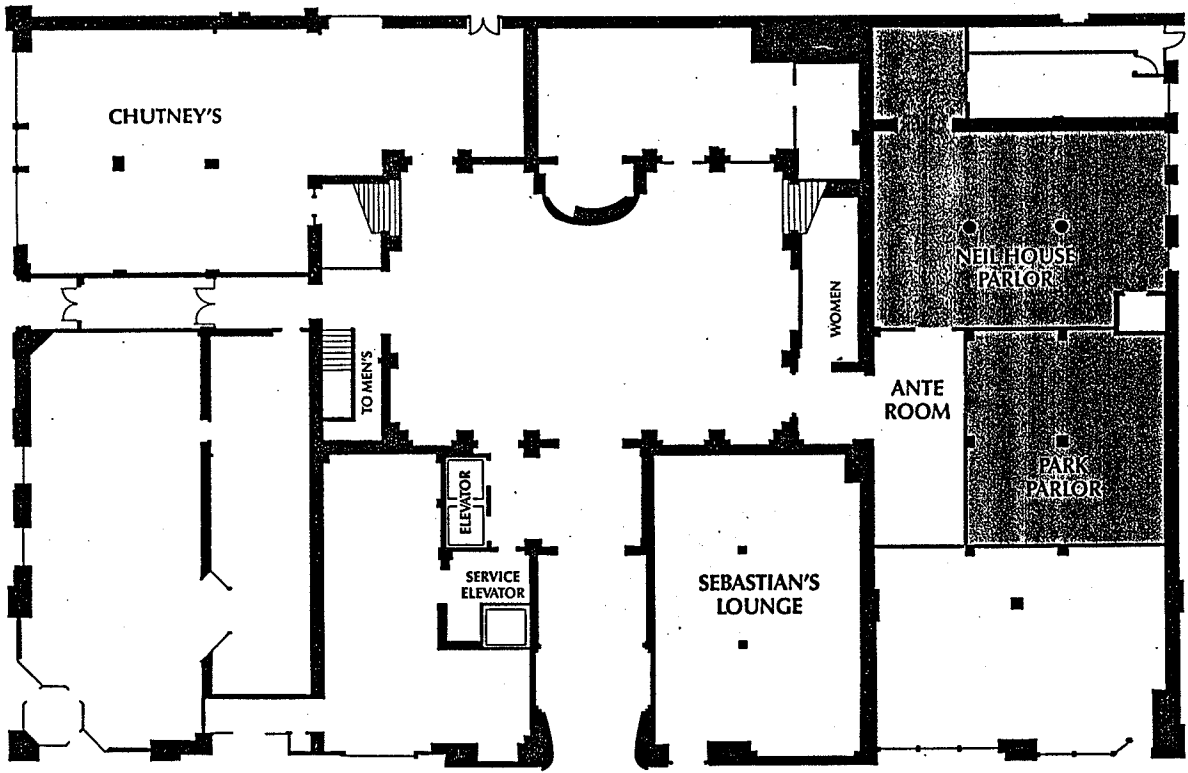 CHUTNEY'S
NEIL HOUSE
PARLOR
WOMEN
TO MEN'S
ANTE
ROOM
PARK
PARLOR
ELEVATOR
SERVICE
ELEVATOR
SEBASTIAN'S
LOUNGE